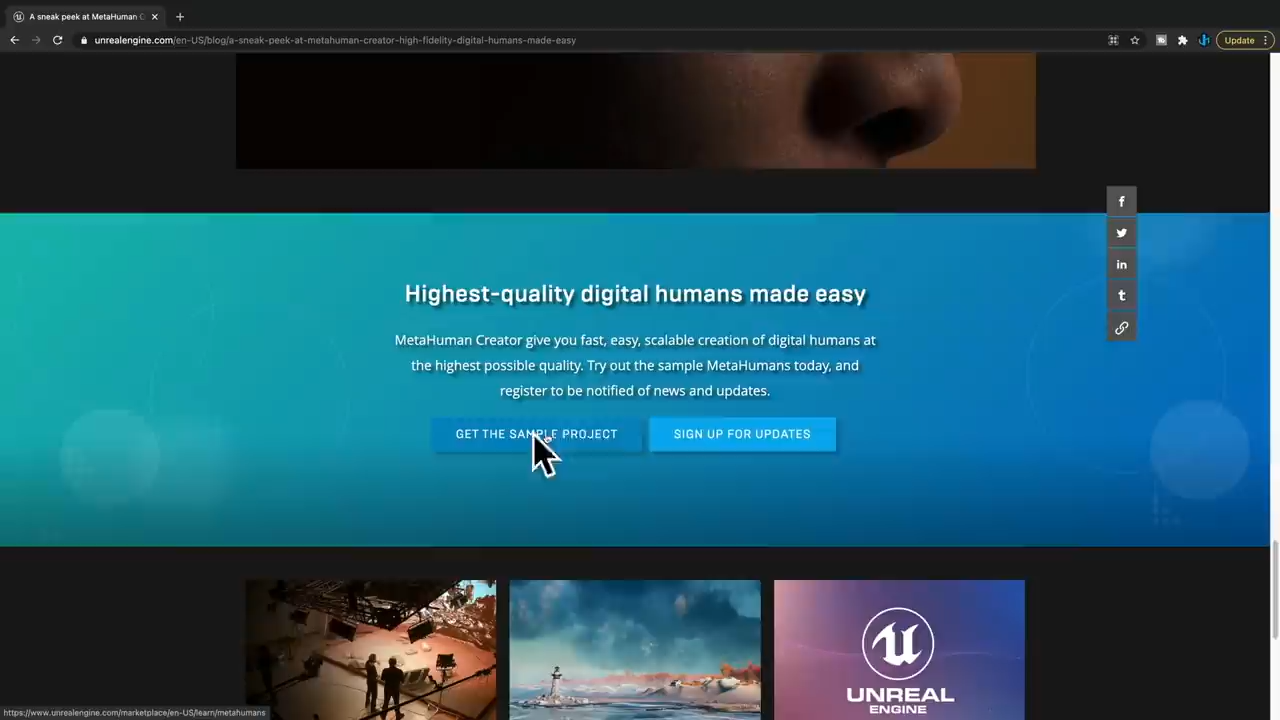 A sneak peek at MetaHuman C
unrealengine.com/en-US/blog/a-sneak-peek-at-metahuman-creator-high-fidelity-digital-humans-made-easy
Update
Highest-quality digital humans made easy
MetaHuman Creator give you fast, easy, scalable creation of digital humans at
the highest possible quality. Try out the sample MetaHumans today, and
register to be notified of news and updates.
GET THE SAMPLE PROJECT
SIGN UP FOR UPDATES
UNREAL
ENGINE
https://www.unrealengine.com/marketplace/en-US/learn/metahumans